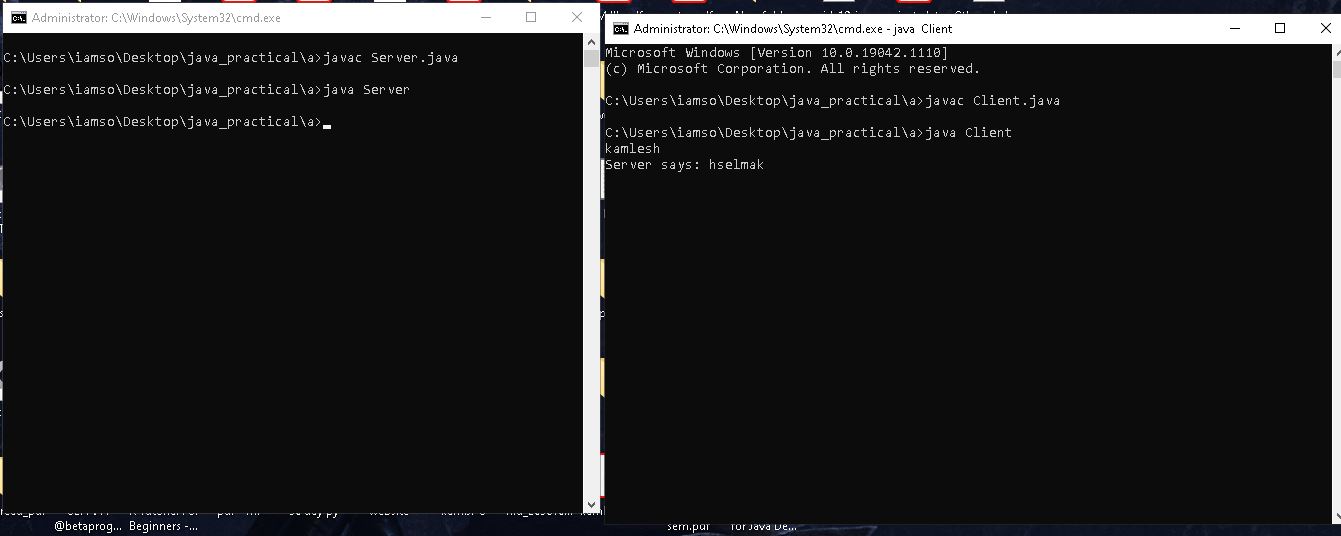 Administrator: C:\Windows\System32\cmd.exe
C:\Users\iamso\Desktop\java_practical\a>javac Server.java
C:\Users\iamso\Desktop\java_practical\a>java Server
C:\Users\iamso\Desktop\java_practical\a>
Administrator: C:\Windows\System32\cmd.exe - java Client
Microsoft Windows [Version 10.0.19042.1110]
(c) Microsoft Corporation. All rights reserved.
C:\Users\iamso\Desktop\java_practical\a>javac Client.java
C:\Users\iamso\Desktop\java_practical\a>java Client
kamlesh
Server says: hselmak
@betaprog... Beginners -...
sem.pdf for Java De...